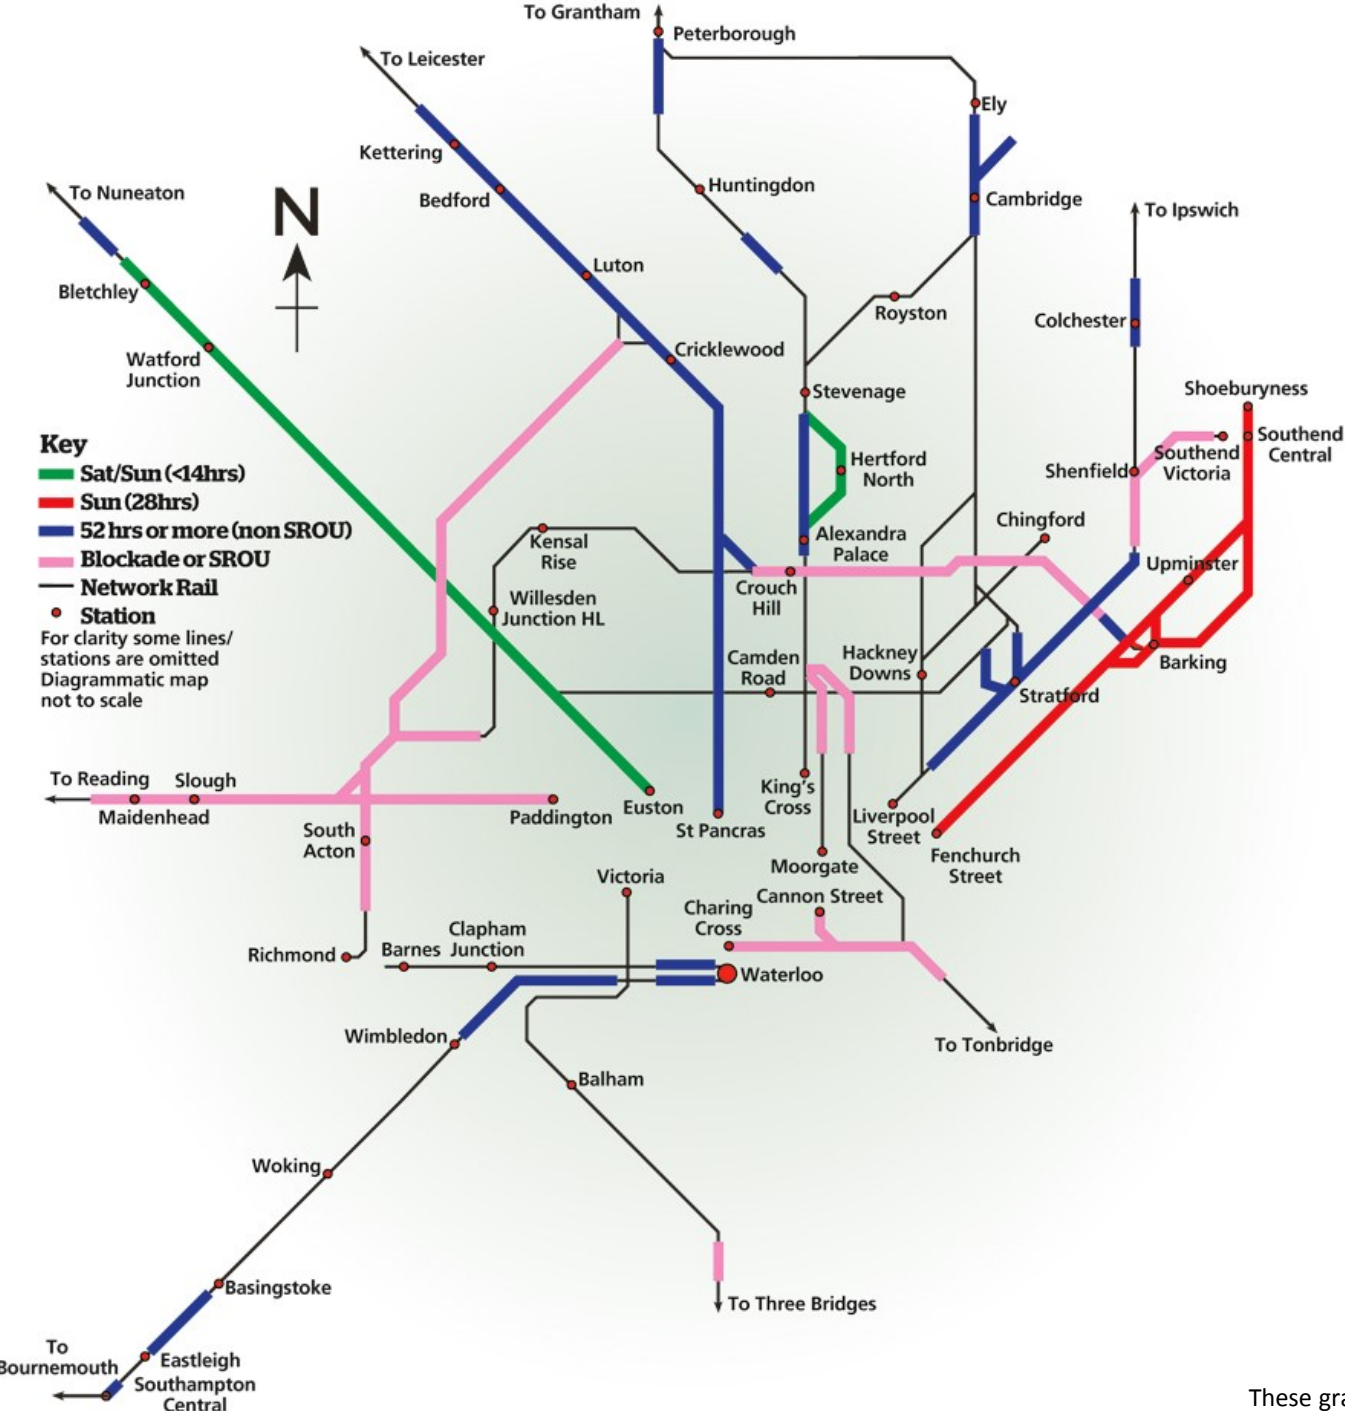 To Grantham
Peterborough
To Leicester
Ely
Kettering
Huntingdon
To Nuneaton
N
Bedford
Cambridge
To Ipswich
Luton
Bletchley
Royston
Colchester
Watford
Junction
Cricklewood
Stevenage
Shoeburyness
Key
Sat/Sun (<14hrs)
Sun (28hrs)
52 hrs or more (non SROU)
Blockade or SROU
Network Rail
Station
For clarity some lines/
stations are omitted
Diagrammatic map
not to scale
Hertford
North
Shenfield
Southend
Victoria
Southend
Central
Kensal
Rise
Alexandra
Palace
Chingford
Upminster
Willesden
Junction HL
Crouch
Hill
Camden
Road
Hackney
Downs
Barking
Stratford
To Reading
Slough
Maidenhead
Paddington
Euston
St Pancras
King's
Cross
Liverpool
Street
South
Acton
Moorgate
Fenchurch
Street
Victoria
Cannon Street
Charing
Cross
Richmond
Barnes
Clapham
Junction
Waterloo
Wimbledon
To Tonbridge
Balham
Woking
Basingstoke
To Three Bridges
To
Bournemouth
Eastleigh
Southampton
Central
These gra